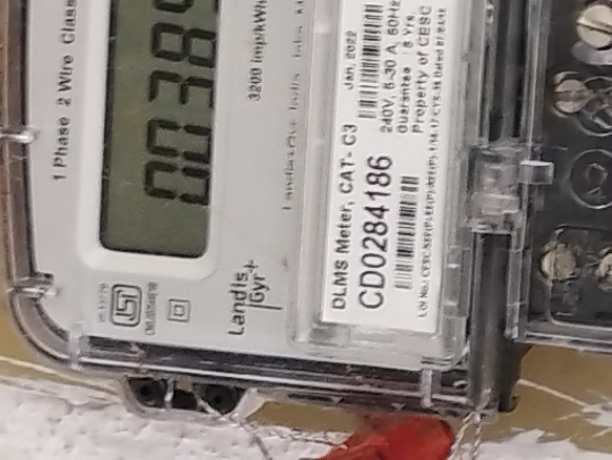 1 Phase 2 Wire Class
0038
3200 imp/kWh
Landis
Gyr+
Jan, 2022
DLMS Meter, CAT- C3
240V, 5-30 A, 50Hz
CD0284186
Guarantee : 5 Yrs.
Property of CESC